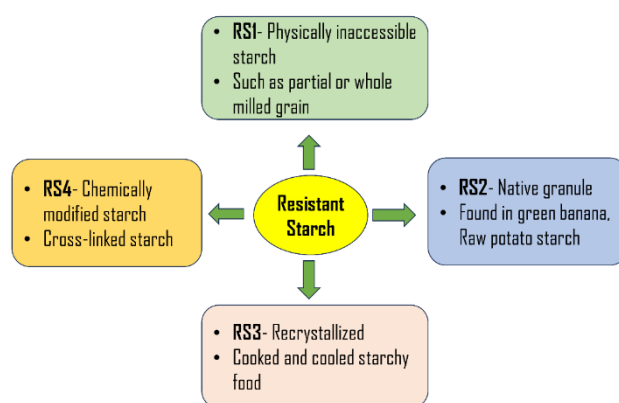 • RS1- Physically inaccessible
starch
• Such as partial or whole
milled grain
• RS4- Chemically
modified starch
• Cross-linked starch
Resistant
Starch
• RS2- Native granule
• Found in green banana,
Raw potato starch
• RS3- Recrystallized
• Cooked and cooled starchy
food